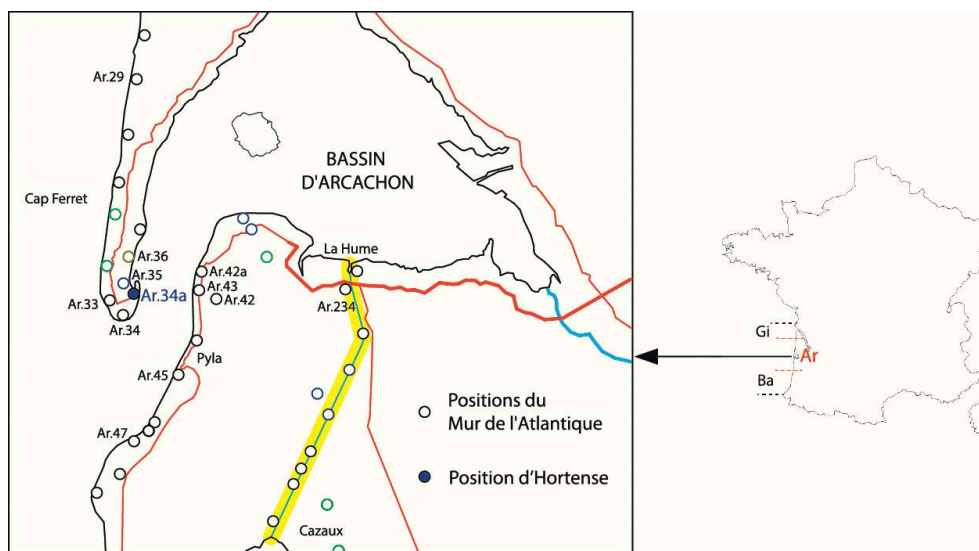 Ar.29
BASSIN
D'ARCACHON
Cap Ferret
La Hume
Ar.36
Ar.35
Ar.42a
Ar.43
Ar.34a
Ar.33
Ar.42
Ar.234
Ar.34
Gi
Pyla
Ar
Ar.45
Ba
Positions du
Mur de l'Atlantique
Ar.47
Position d'Hortense
Cazaux